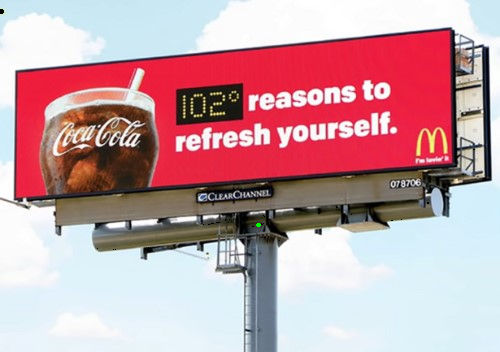 Coca-Cola
102° reasons to
refresh yourself.
i'm lovin' it
CLEARCHANNEL
078706